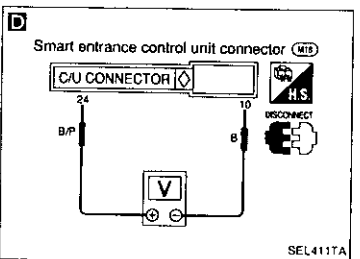 D
Smart entrance control unit connector (M18)
C/U CONNECTOR
H.S.
24
10
DISCONNECT
B/P
B
V
+ −
SEL411TA